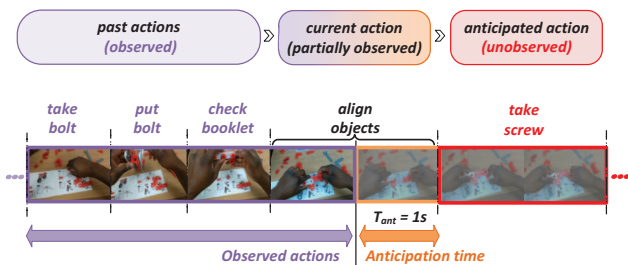 past actions
(observed)
current action
(partially observed)
anticipated action
(unobserved)
take
bolt
put
bolt
check
booklet
align
objects
take
screw
T_ant = 1s
Observed actions
Anticipation time